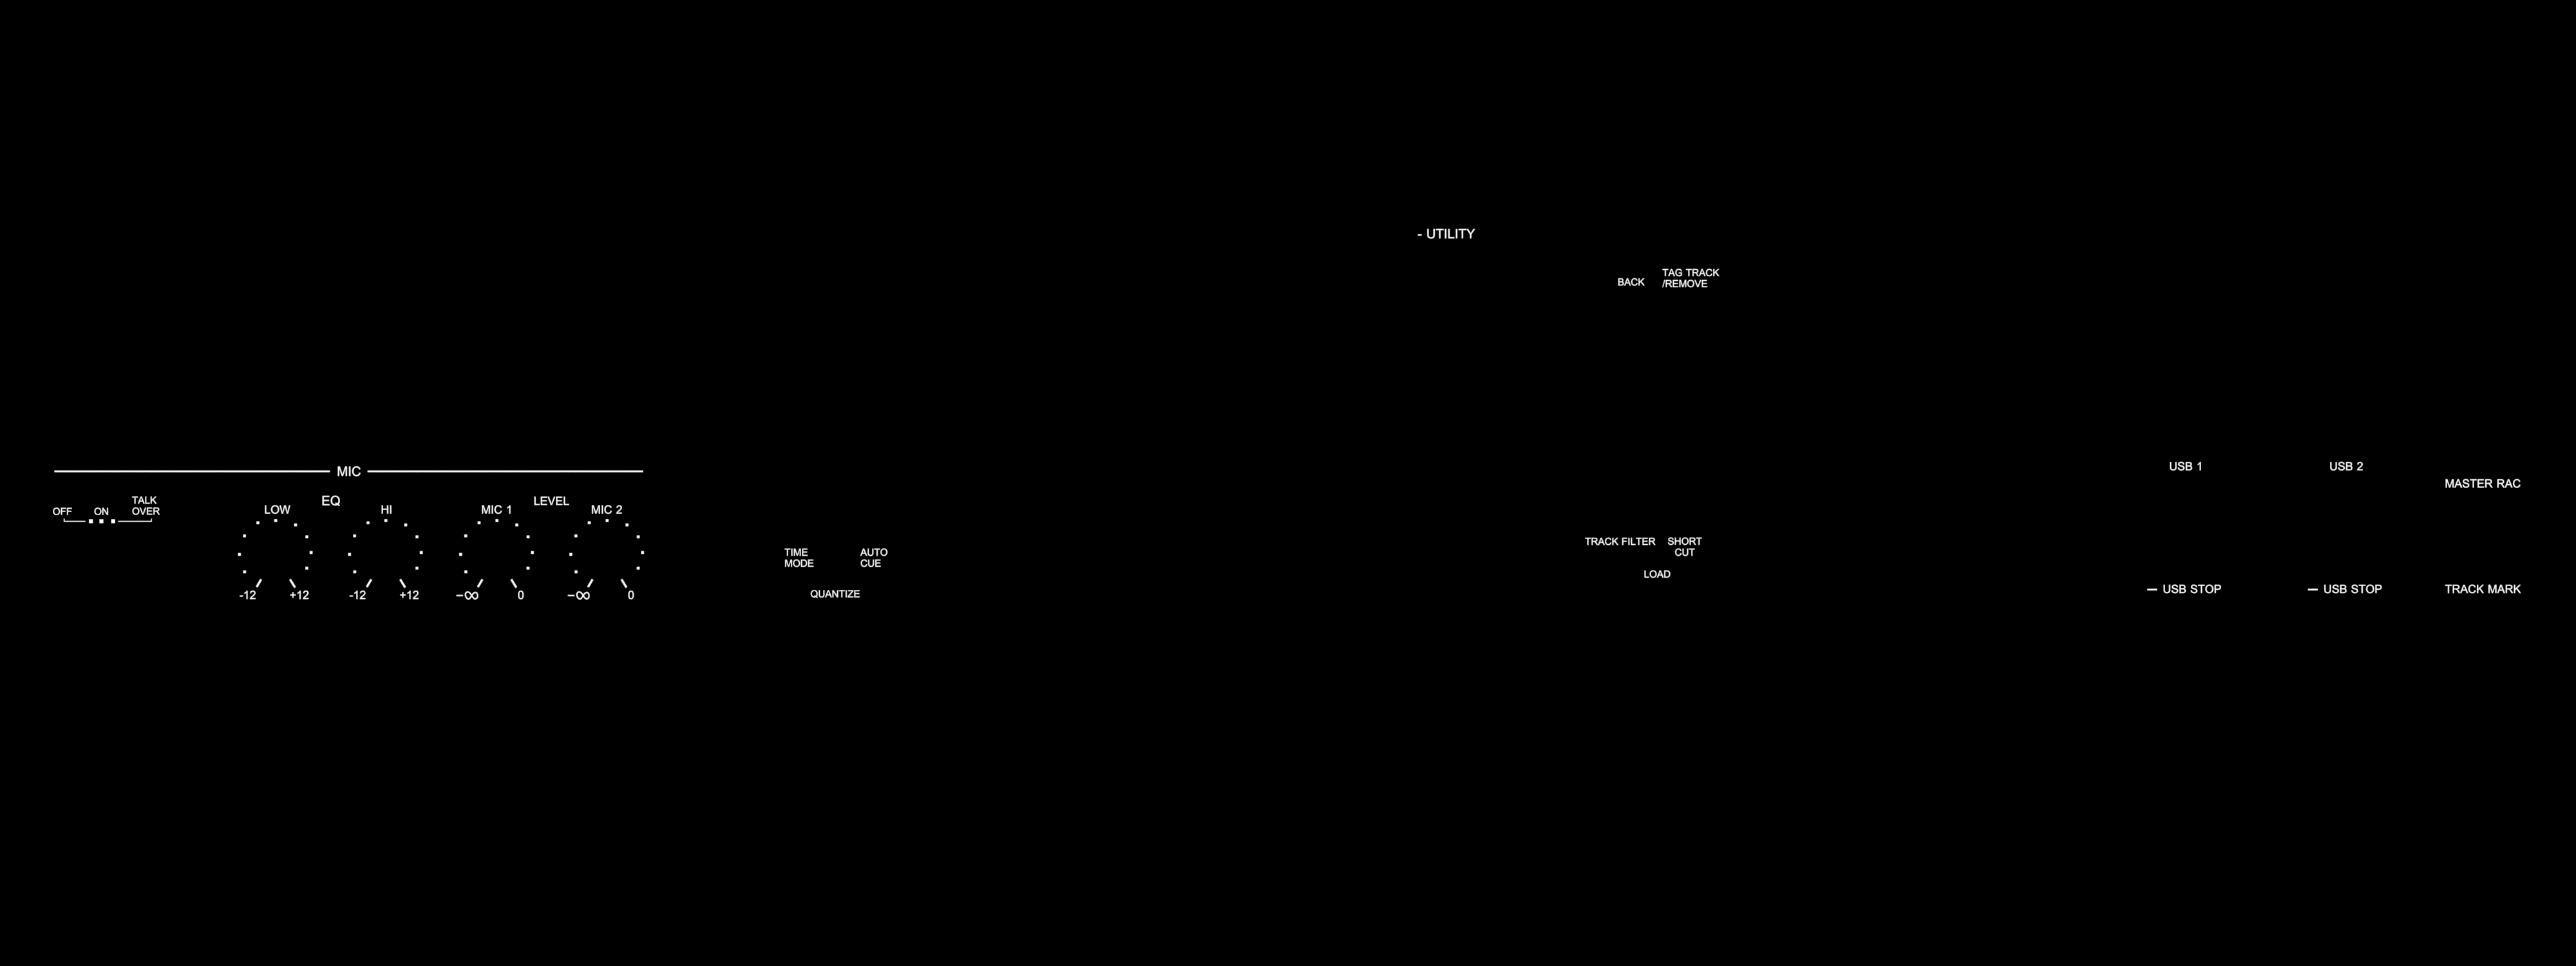 - UTILITY
BACK
TAG TRACK
/REMOVE
MIC
OFF
ON
TALK
OVER
EQ
LOW
HI
LEVEL
MIC 1
MIC 2
-12
+12
-12
+12
-∞
0
-∞
0
TIME
MODE
AUTO
CUE
QUANTIZE
TRACK FILTER
SHORT
CUT
LOAD
USB 1
USB 2
MASTER RAC
— USB STOP
— USB STOP
TRACK MARK